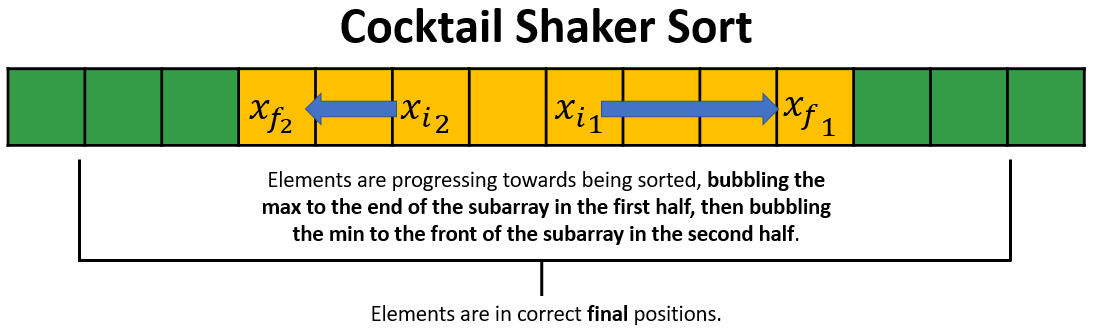 Cocktail Shaker Sort
x_{f_2} x_{i_2} x_{i_1} x_{f_1}
Elements are progressing towards being sorted, bubbling the
max to the end of the subarray in the first half, then bubbling
the min to the front of the subarray in the second half.
Elements are in correct final positions.